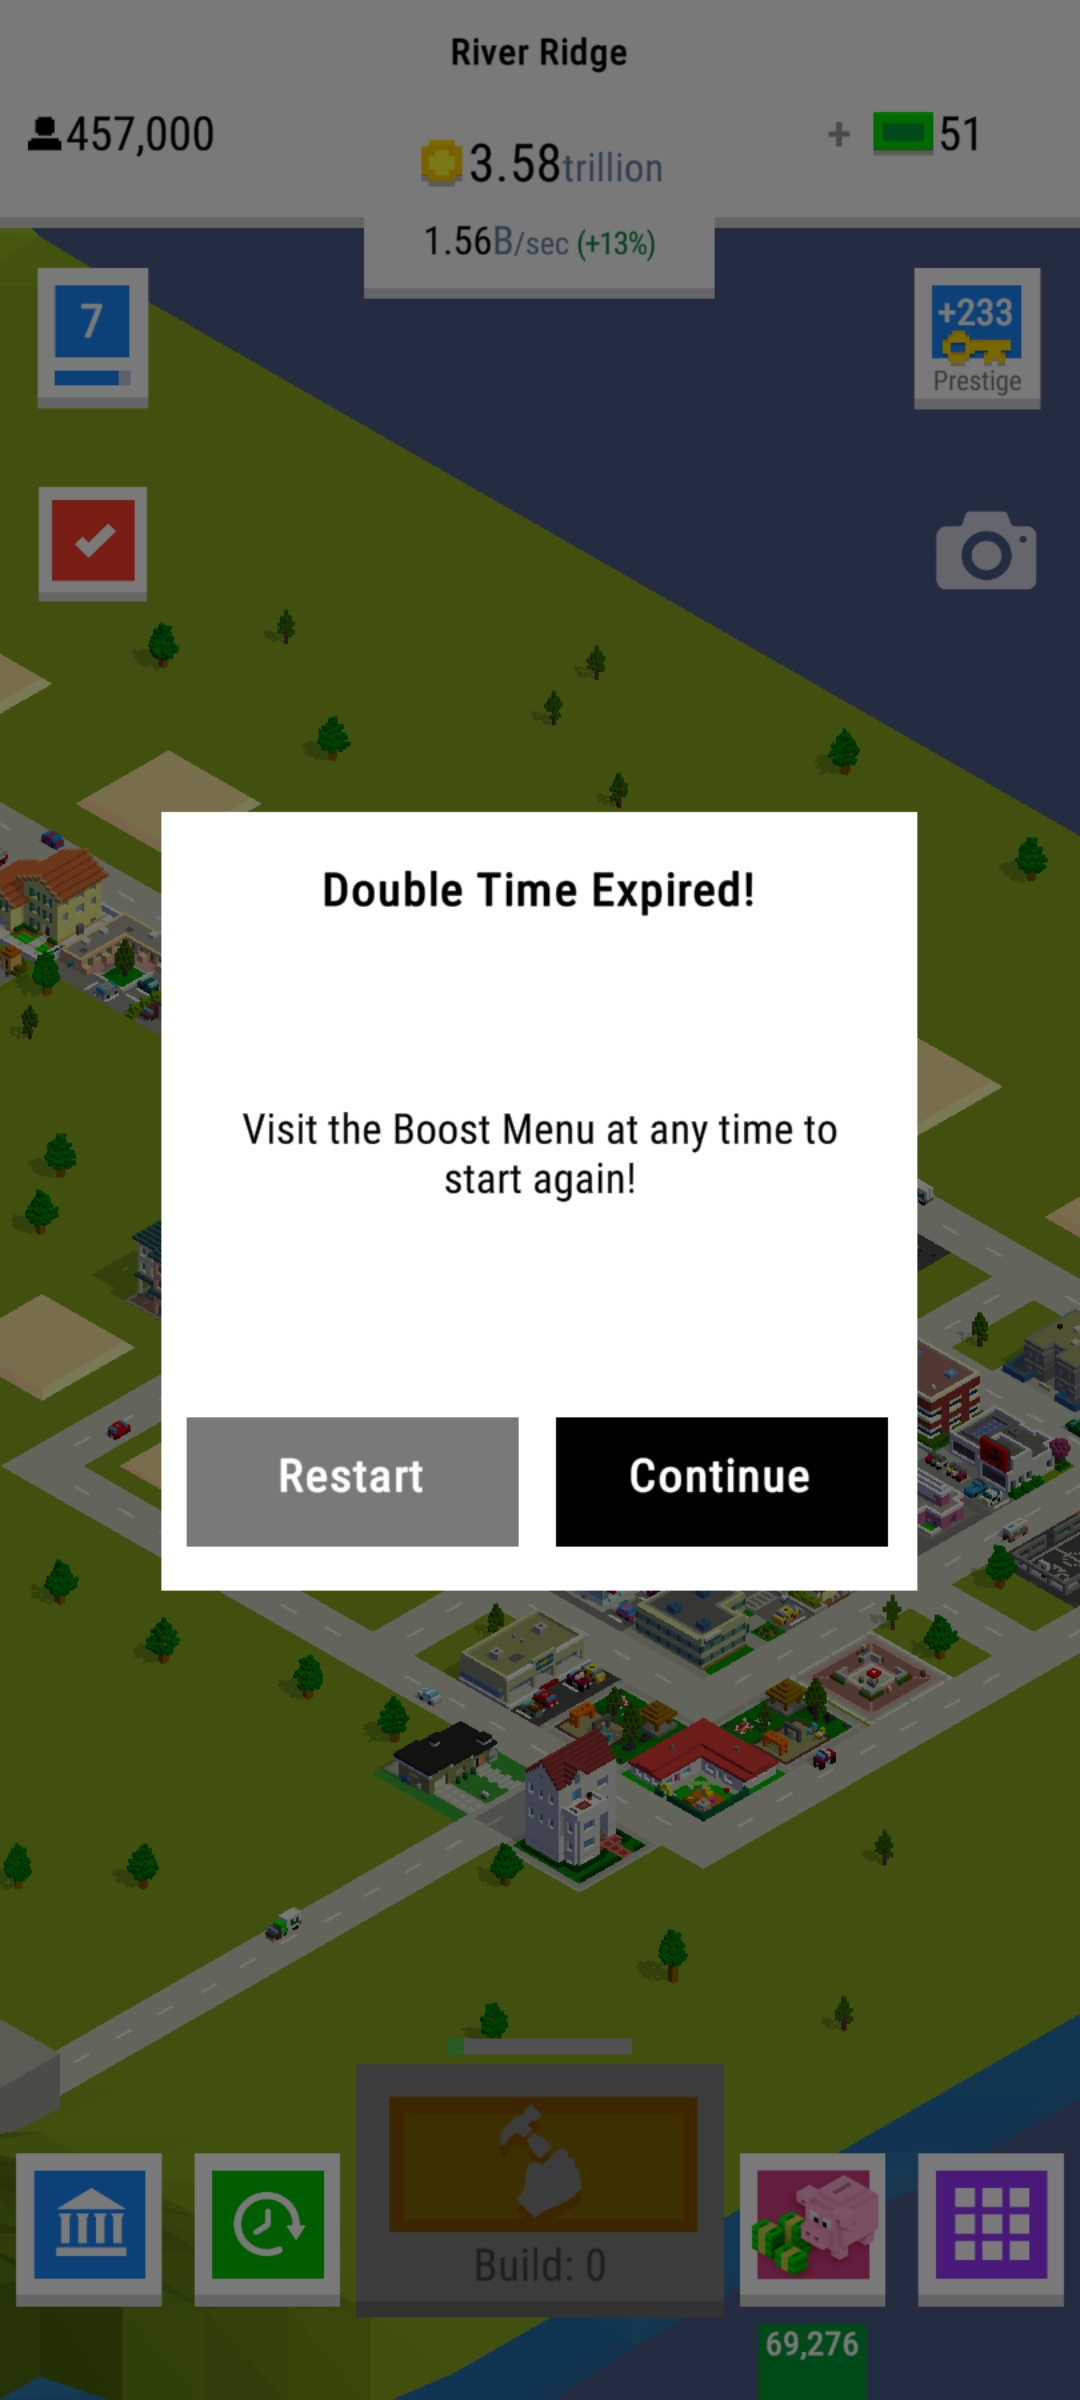 River Ridge
457,000
3.58trillion
+ 51
1.56B/sec (+13%)
7
+233
Prestige
Double Time Expired!
Visit the Boost Menu at any time to
start again!
Restart
Continue
Build: 0
69,276